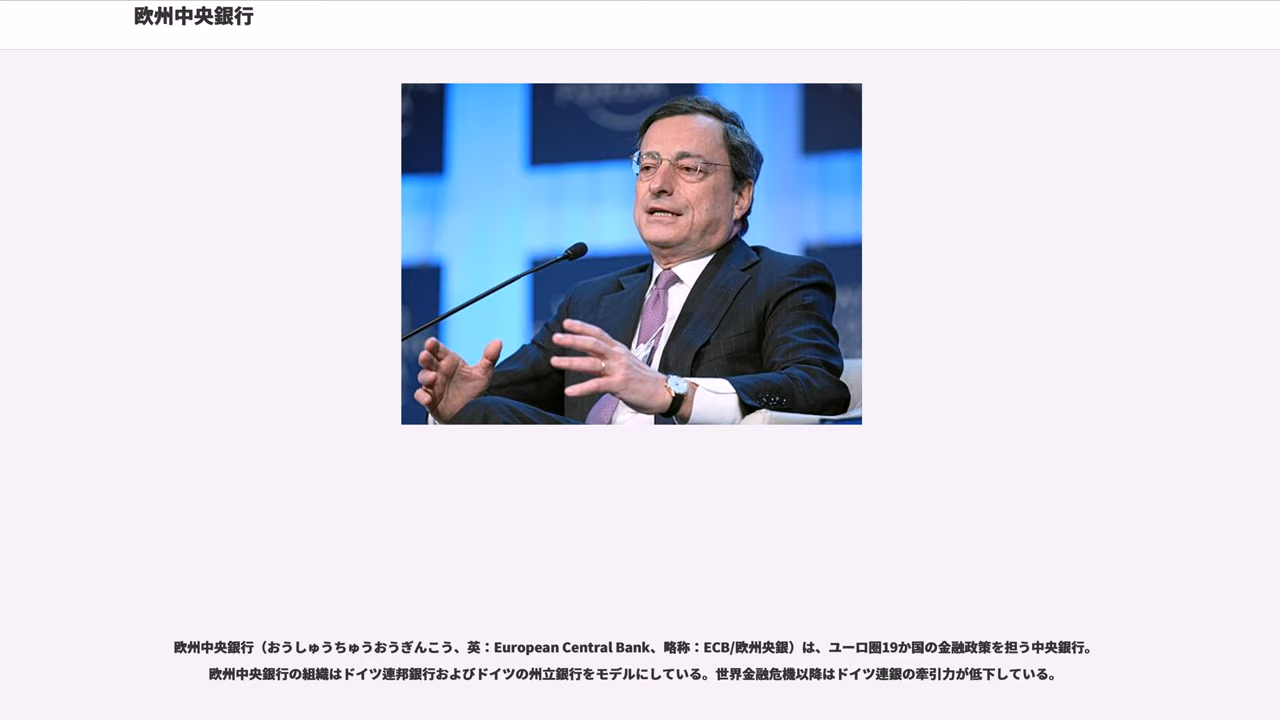 欧州中央銀行
欧州中央銀行（おうしゅうちゅうおうぎんこう、英：European Central Bank、略称：ECB/欧州央銀）は、ユーロ圏19か国の金融政策を担う中央銀行。
欧州中央銀行の組織はドイツ連邦銀行およびドイツの州立銀行をモデルにしている。世界金融危機以降はドイツ連銀の牽引力が低下している。